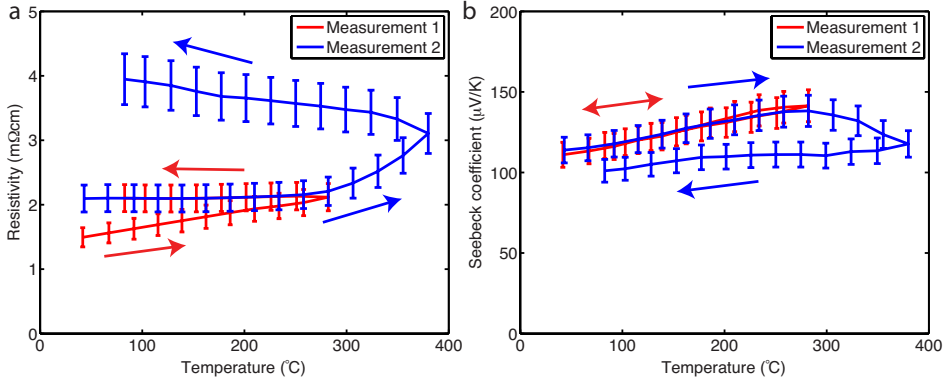 a
Measurement 1
Measurement 2
5
4
3
2
1
0
Resistivity (mΩcm)
0
100
200
300
400
Temperature (℃)
b
Measurement 1
Measurement 2
200
150
100
50
0
Seebeck coefficient (μV/K)
0
100
200
300
400
Temperature (℃)